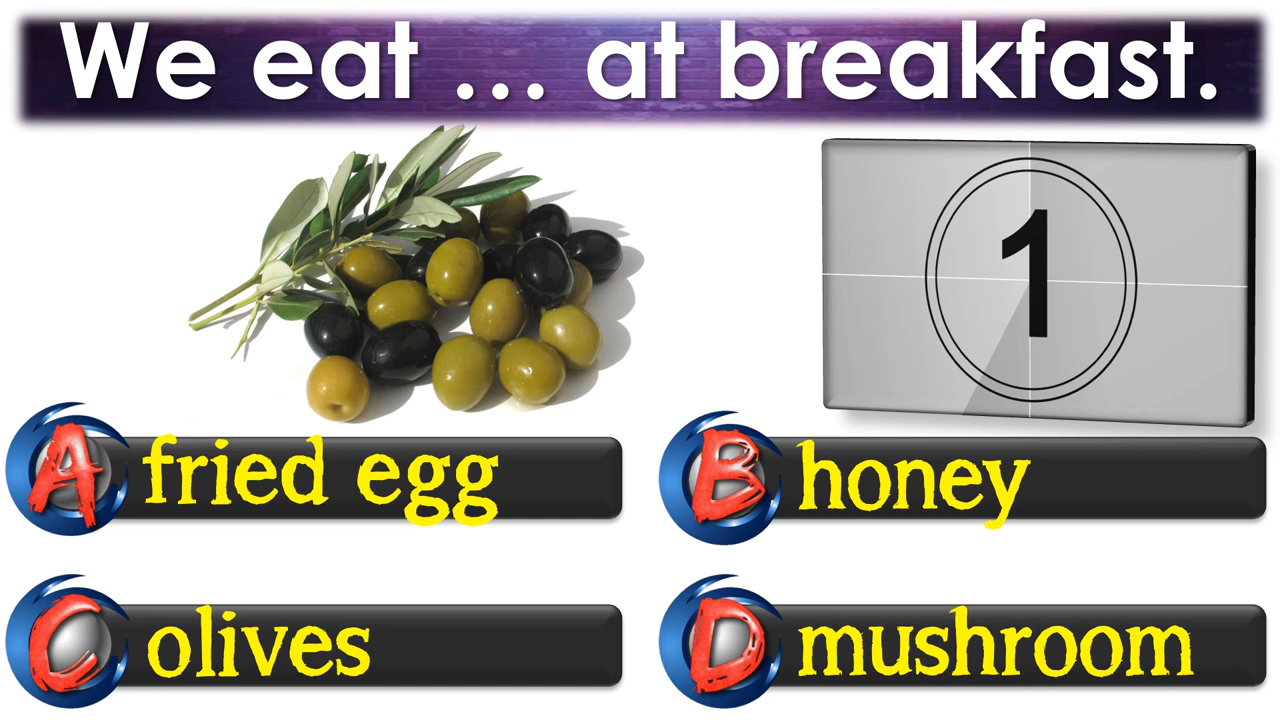 We eat ... at breakfast.
1
A fried egg
B honey
C olives
D mushroom